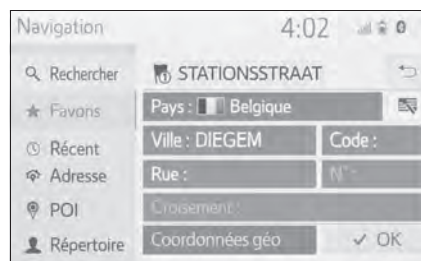 Navigation 4:02
Rechercher
Favoris
Récent
Adresse
POI
Répertoire
STATIONSSTRAAT
Pays : Belgique
Ville : DIEGEM Code :
Rue : N° :
Croisement :
Coordonnées géo OK